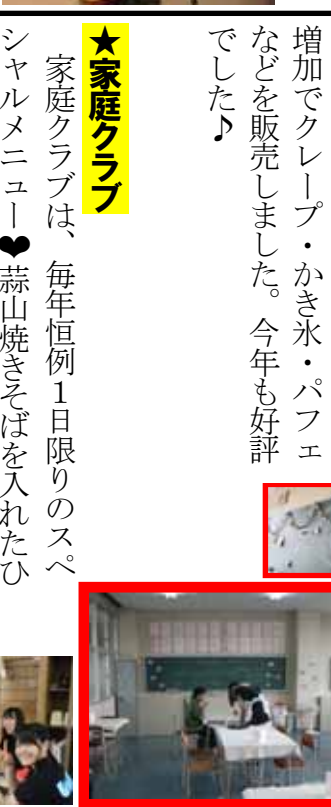 増加でクレープ・かき氷・パフェ
などを販売しました。今年も好評
でした♪
★家庭クラブ
家庭クラブは、毎年恒例1日限りのスペ
シャルメニュー❤蒜山焼きそばを入れたひ